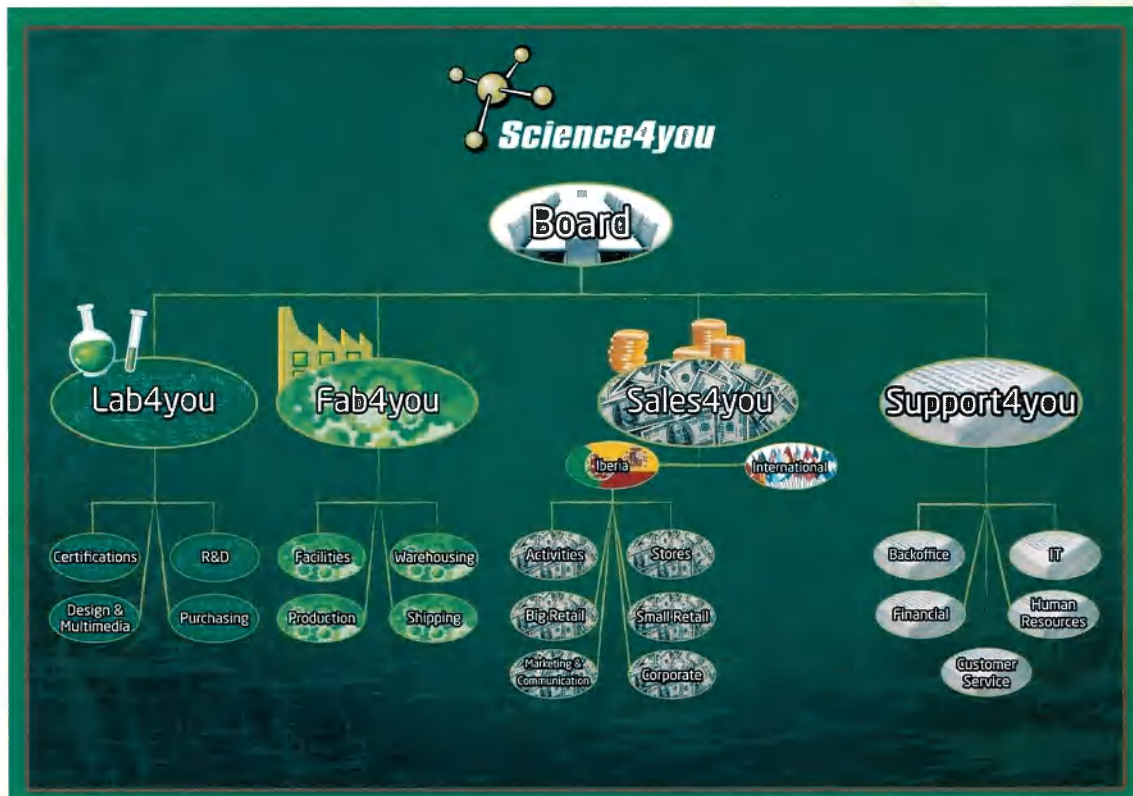 Science4you
Board
Lab4you
Fab4you
Sales4you
Support4you
Iberia
International
Certifications
R&D
Design &
Multimedia
Purchasing
Facilities
Warehousing
Production
Shipping
Activities
Stores
Big Retail
Small Retail
Marketing &
Communication
Corporate
Backoffice
IT
Financial
Human
Resources
Customer
Service